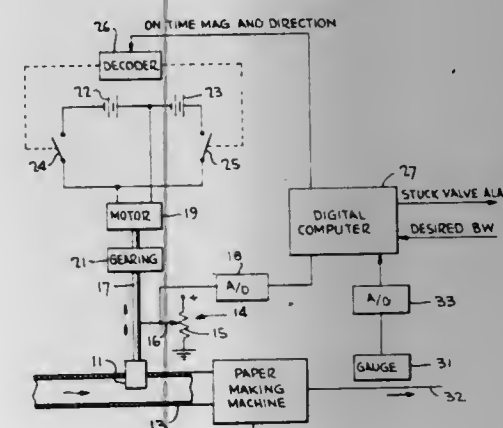 ON TIME MAG AND DIRECTION
26
DECODER
22
23
24
25
27
STUCK VALVE ALA
MOTOR
19
DIGITAL
COMPUTER
DESIRED BW
21
GEARING
17
18
A/D
+
14
16
15
A/D
33
11
PAPER
MAKING
MACHINE
GAUGE
31
32
13